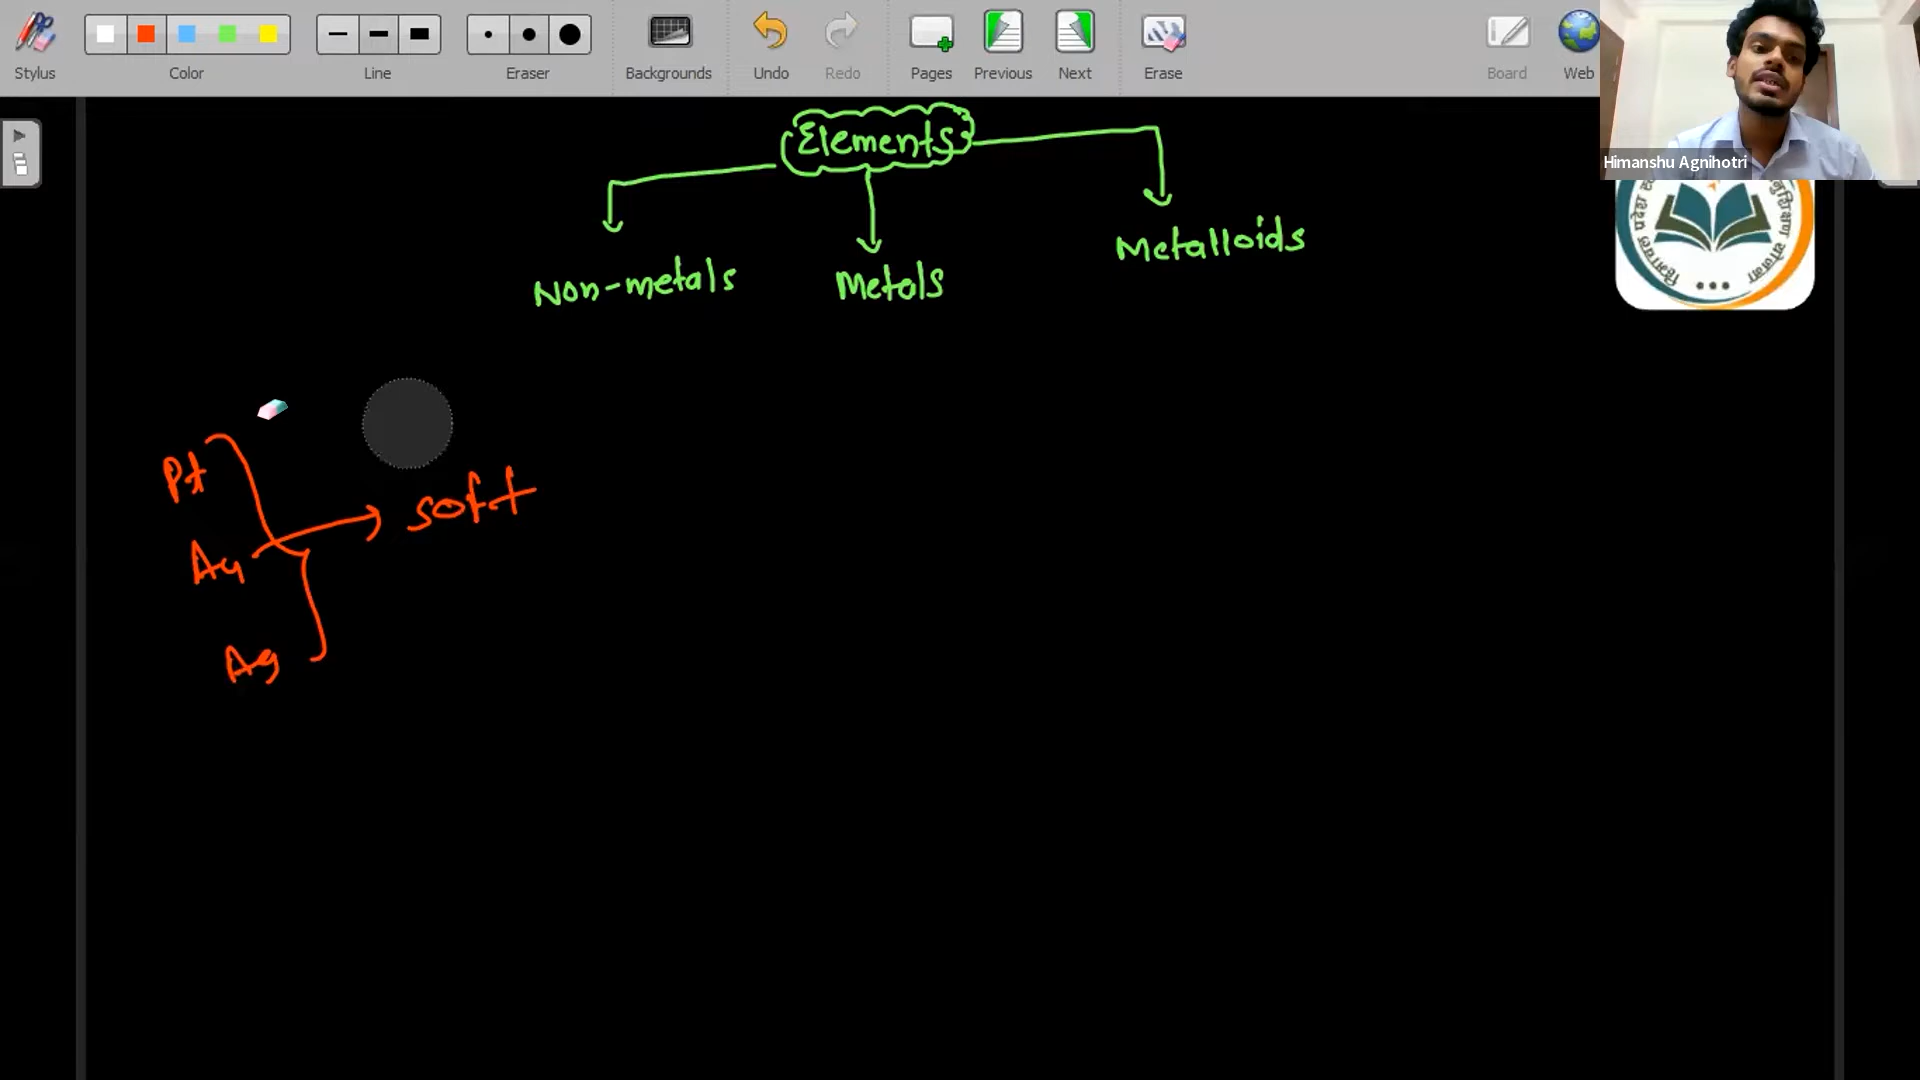 Stylus
Color
Line
Eraser
Backgrounds
Undo
Redo
Pages
Previous
Next
Erase
Board
Web
Himanshu Agnihotri
Elements
Non-metals
Metals
Metalloids
Pt
Au
Ag
soft